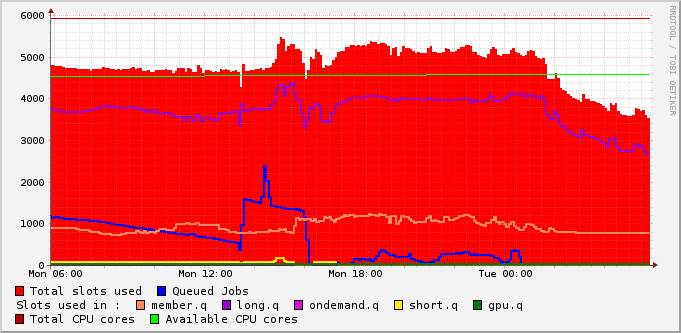 RRDTOOL / TOBI OETIKER
6000
5000
4000
3000
2000
1000
0
Mon 06:00 Mon 12:00 Mon 18:00 Tue 00:00
Total slots used Queued Jobs
Slots used in : member.q long.q ondemand.q short.q gpu.q
Total CPU cores Available CPU cores